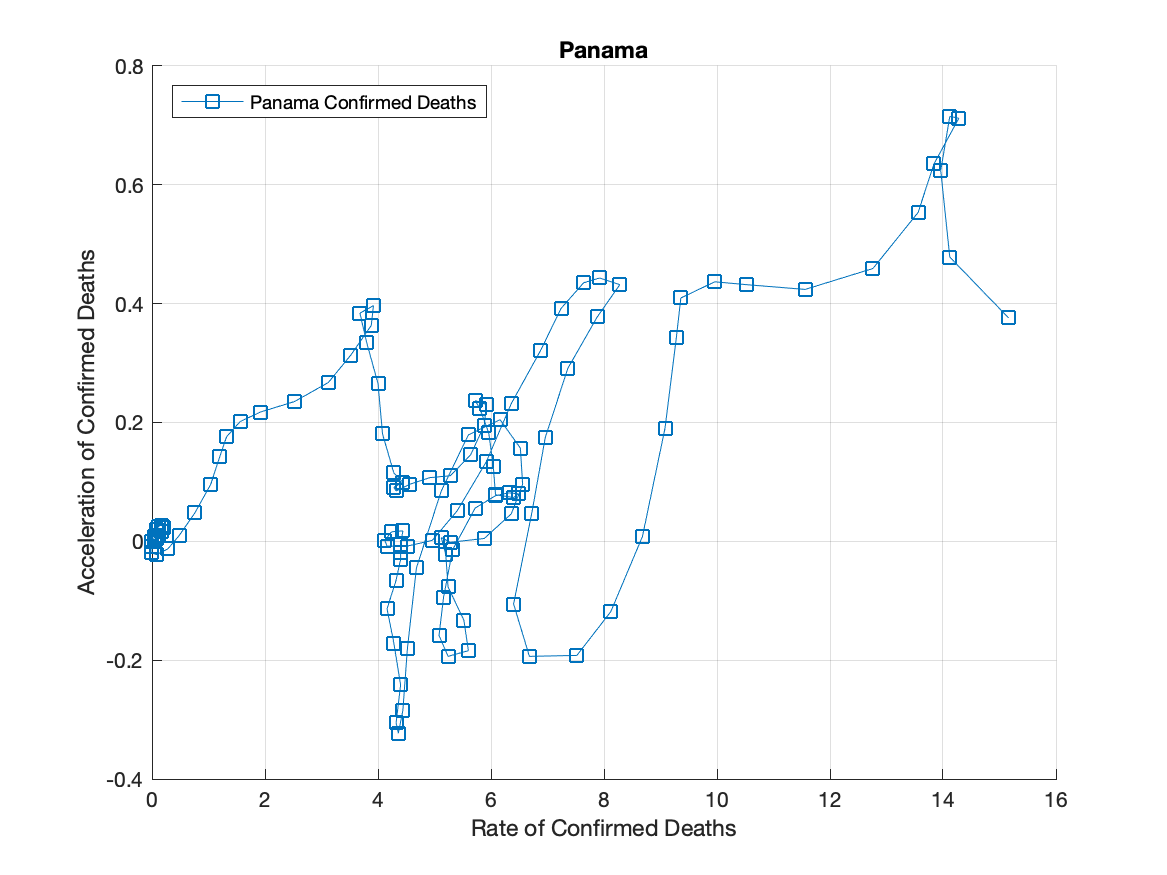 Panama
Panama Confirmed Deaths
Acceleration of Confirmed Deaths
0.8
0.6
0.4
0.2
0
-0.2
-0.4
0 2 4 6 8 10 12 14 16
Rate of Confirmed Deaths